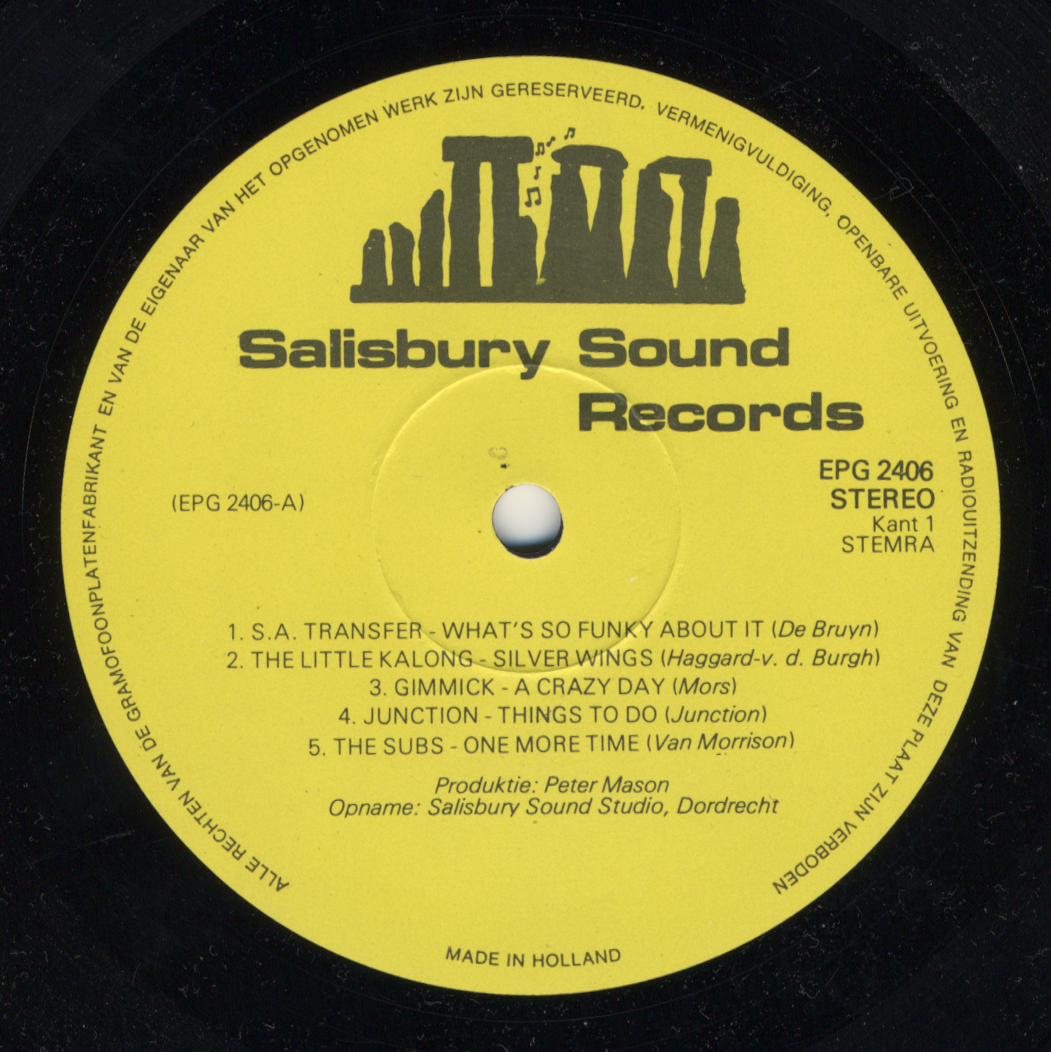 ALLE RECHTEN VAN DE GRAMOFOONPLATENFABRIKANT EN VAN DE EIGENAAR VAN HET OPGENOMEN WERK ZIJN GERESERVEERD. VERMENIGVULDIGING, OPENBARE UITVOERING EN RADIOUITZENDING VAN DEZE PLAAT ZIJN VERBODEN
Salisbury Sound
Records
(EPG 2406-A)
EPG 2406
STEREO
Kant 1
STEMRA
1. S.A. TRANSFER - WHAT'S SO FUNKY ABOUT IT (De Bruyn)
2. THE LITTLE KALONG - SILVER WINGS (Haggard-v. d. Burgh)
3. GIMMICK - A CRAZY DAY (Mors)
4. JUNCTION - THINGS TO DO (Junction)
5. THE SUBS - ONE MORE TIME (Van Morrison)
Produktie: Peter Mason
Opname: Salisbury Sound Studio, Dordrecht
MADE IN HOLLAND